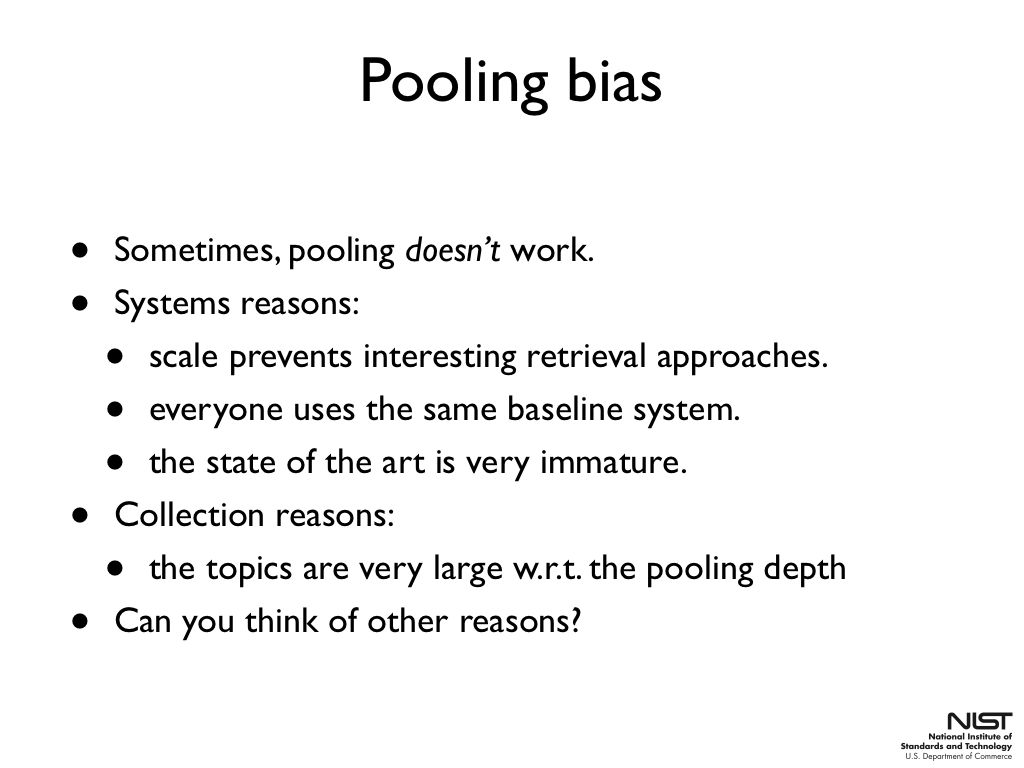 Pooling bias
• Sometimes, pooling doesn't work.
• Systems reasons:
• scale prevents interesting retrieval approaches.
• everyone uses the same baseline system.
• the state of the art is very immature.
• Collection reasons:
• the topics are very large w.r.t. the pooling depth
• Can you think of other reasons?
NIST
National Institute of
Standards and Technology
U.S. Department of Commerce